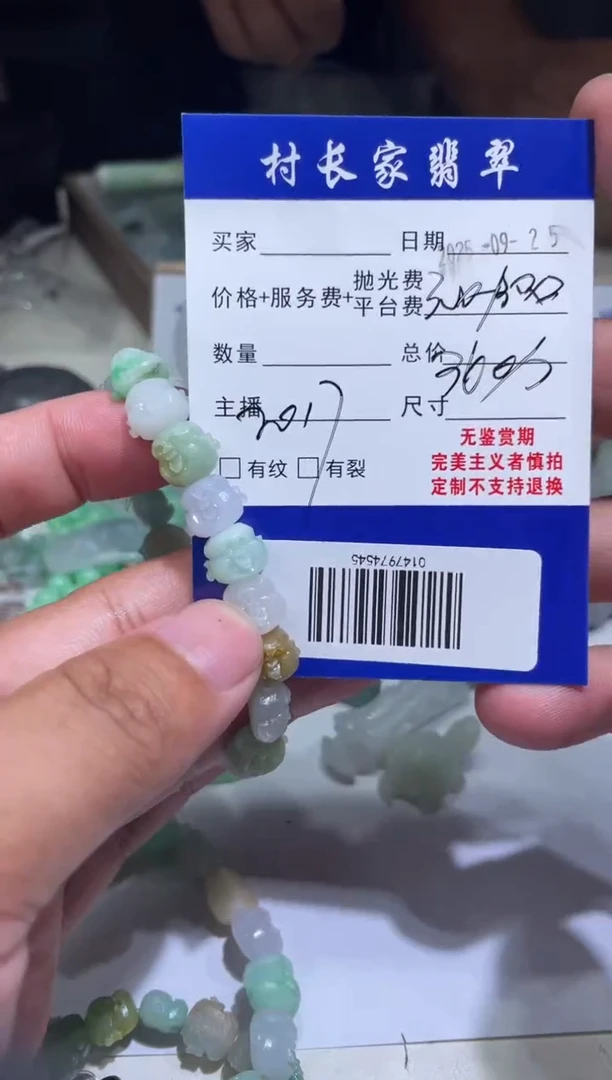 村长家翡翠
买家 日期 2025-09-25
价格+服务费+抛光费平台费
数量 总价
主播 2017 尺寸
□有纹 □有裂
无鉴赏期
完美主义者慎拍
定制不支持退换
0147974545